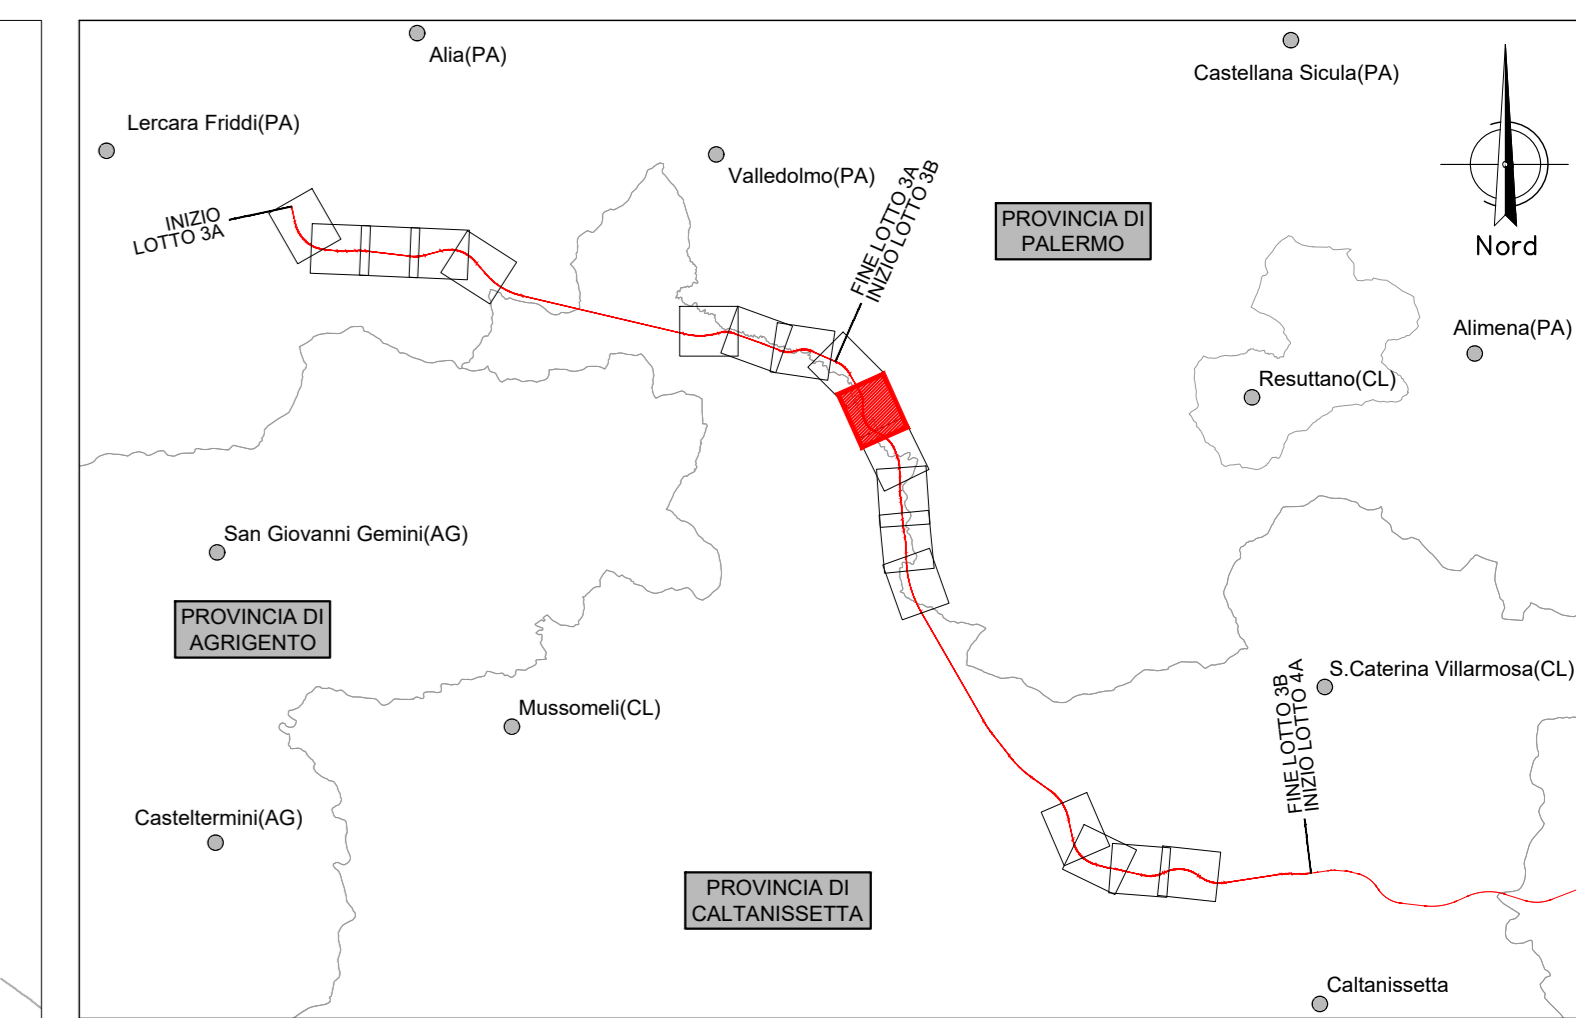 Alia(PA)
Castellana Sicula(PA)
Lercara Friddi(PA)
Valledolmo(PA)
INIZIO
LOTTO 3A
FINE LOTTO 3A
INIZIO LOTTO 3B
PROVINCIA DI
PALERMO
Nord
Alimena(PA)
Resuttano(CL)
San Giovanni Gemini(AG)
PROVINCIA DI
AGRIGENTO
S.Caterina Villarmosa(CL)
Mussomeli(CL)
FINE LOTTO 3B
INIZIO LOTTO 4A
Casteltermini(AG)
PROVINCIA DI
CALTANISSETTA
Caltanissetta